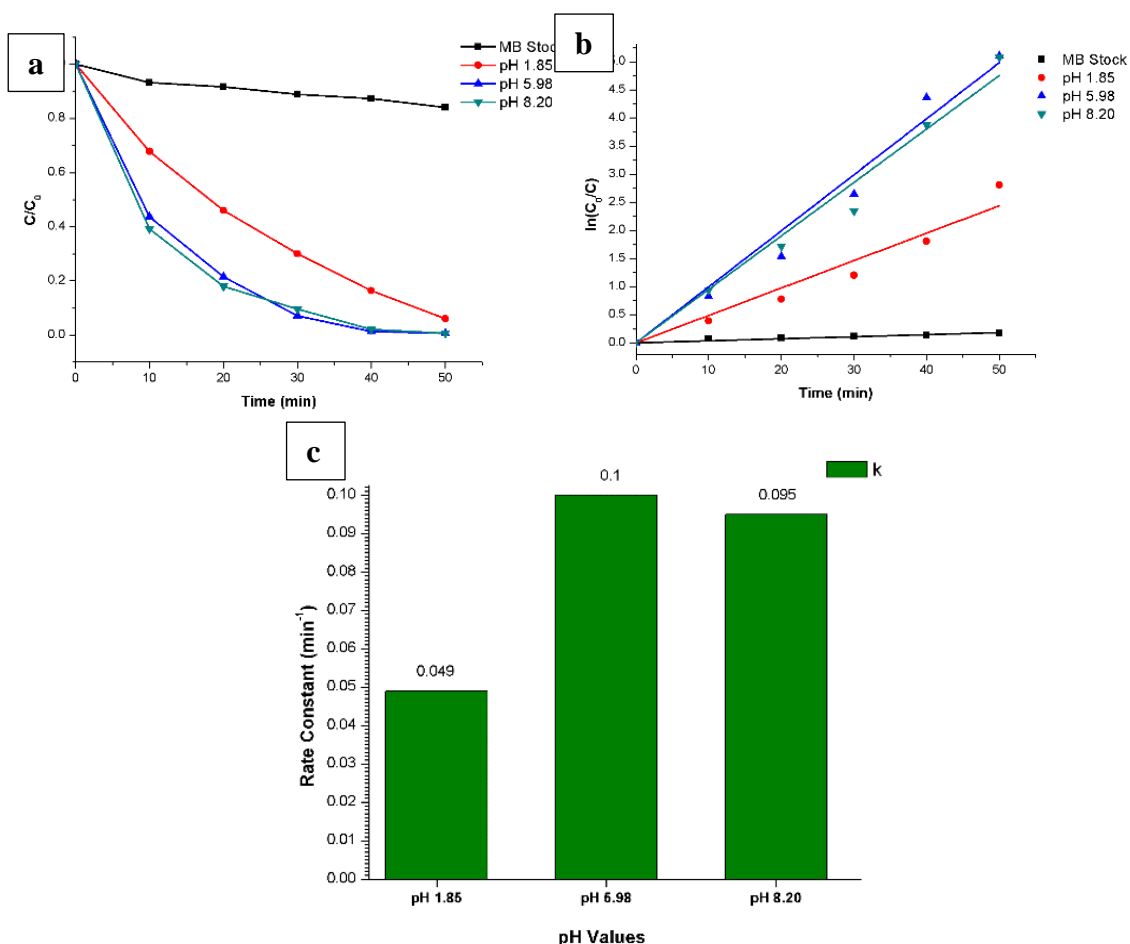 a
MB Stock
pH 1.85
pH 5.98
pH 8.20
0.8
0.6
0.4
0.2
0.0
C/C₀
0 10 20 30 40 50
Time (min)
b
MB Stock
pH 1.85
pH 5.98
pH 8.20
4.5
4.0
3.5
3.0
2.5
2.0
1.5
1.0
0.5
0.0
ln(C₀/C)
0 10 20 30 40 50
Time (min)
c
k
0.10
0.09
0.08
0.07
0.06
0.05
0.04
0.03
0.02
0.01
0.00
Rate Constant (min⁻¹)
0.049
0.1
0.095
pH 1.85 pH 6.98 pH 8.20
pH Values